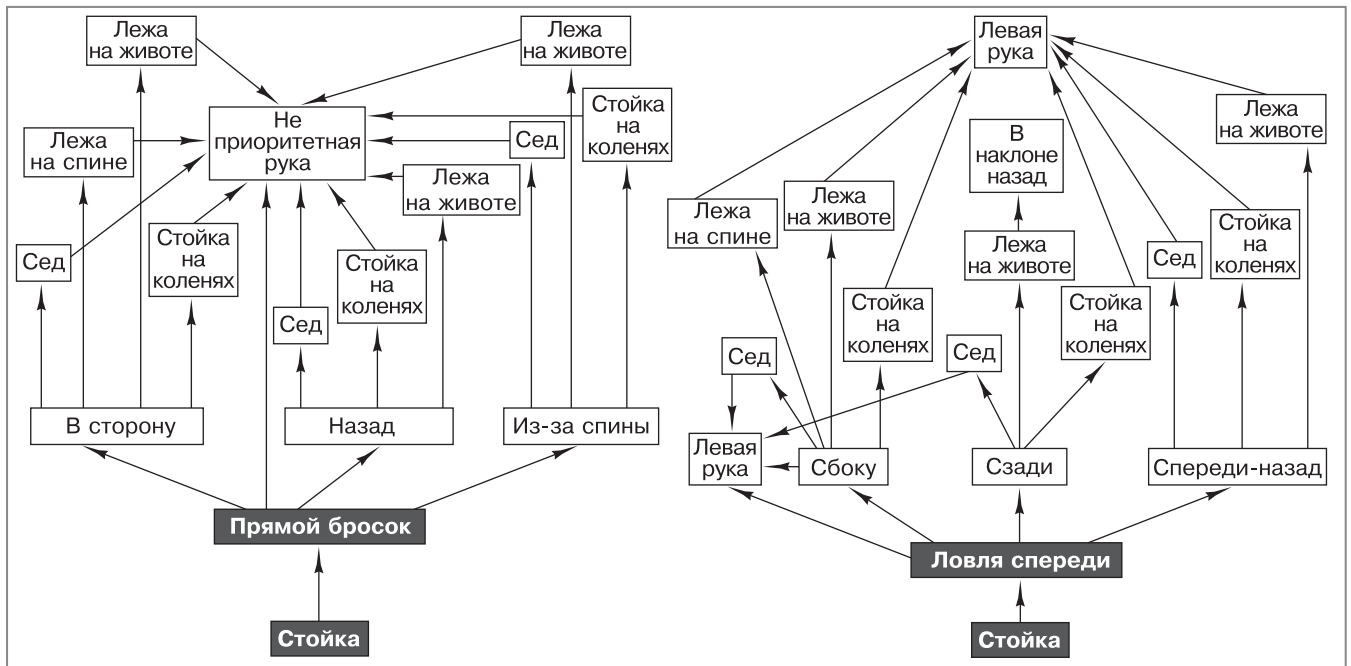 Лежа
на животе
Лежа
на животе
Не
приоритетная
рука
Стойка
на
коленях
Лежа
на спине
Сед
Лежа
на животе
Стойка
на
коленях
Сед
Стойка
на
коленях
Сед
В сторону
Назад
Из-за спины
Прямой бросок
Стойка
Левая
рука
Лежа
на животе
В
наклоне
назад
Лежа
на животе
Лежа
на спине
Стойка
на
коленях
Лежа
на животе
Сед
Стойка
на
коленях
Стойка
на
коленях
Сед
Сед
Левая
рука
Сбоку
Сзади
Спереди-назад
Ловля спереди
Стойка